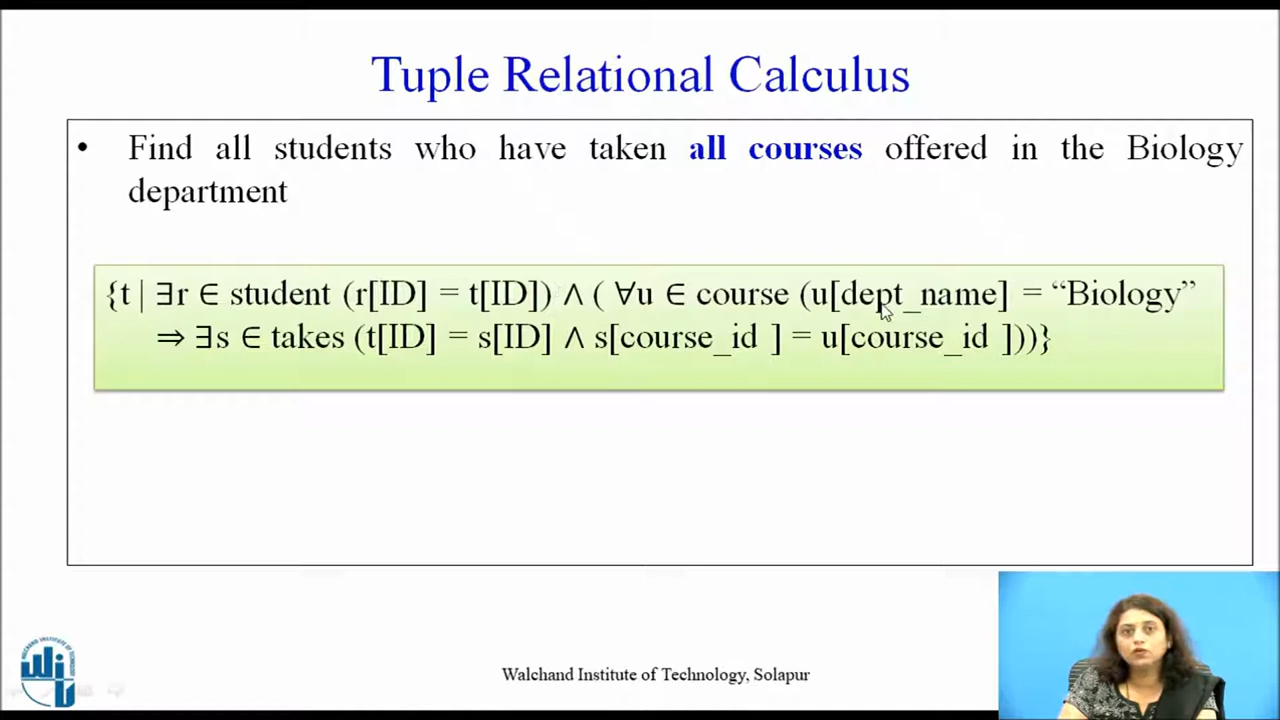 Tuple Relational Calculus
• Find all students who have taken all courses offered in the Biology
department
{t | ∃r ∈ student (r[ID] = t[ID]) ∧ ( ∀u ∈ course (u[dept_name] = “Biology”
⇒ ∃s ∈ takes (t[ID] = s[ID] ∧ s[course_id ] = u[course_id ]))}
Walchand Institute of Technology, Solapur